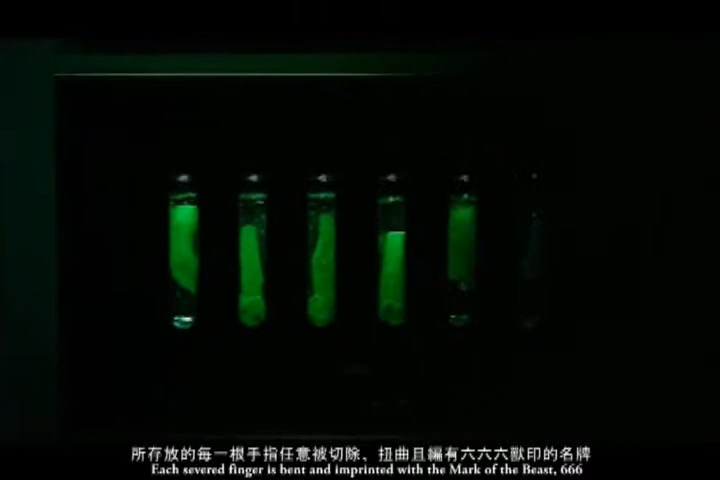 所存放的每一根手指任意被切除、扭曲且編有六六六獸印的名牌
Each severed finger is bent and imprinted with the Mark of the Beast, 666